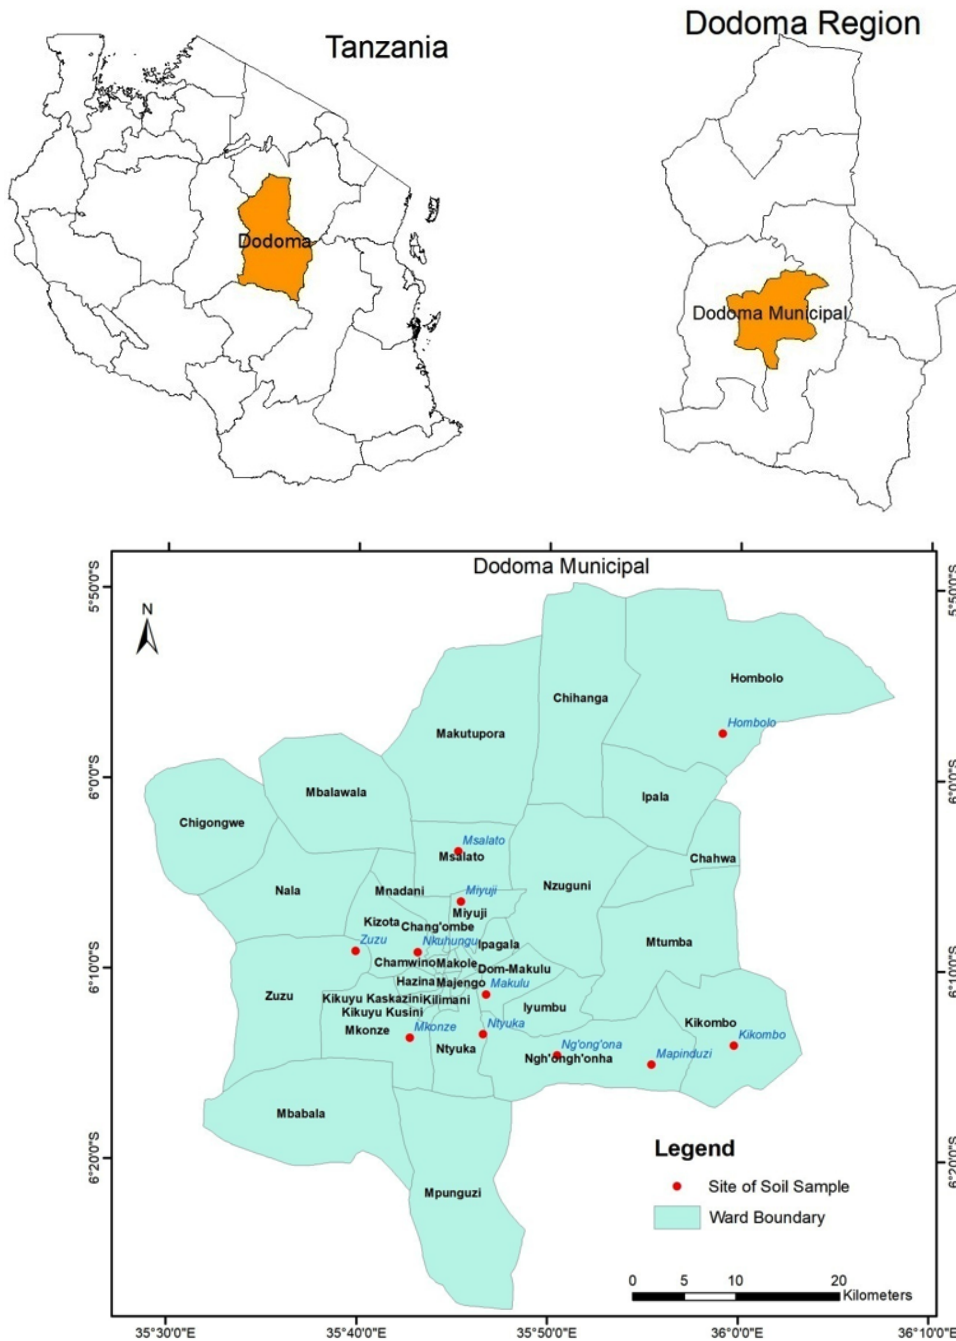 Tanzania
Dodoma Region
Dodoma
Dodoma Municipal
Dodoma Municipal
5°50'0"S
5°50'0"S
N
Hombolo
Chihanga
Hombolo
Makutupora
6°0'0"S
6°0'0"S
Mbalawala
Ipala
Chigongwe
Msalato
Msalato
Chahwa
Nzuguni
Nala
Mnadani
Miyuji
Miyuji
Kizota
Chang'ombe
Zuzu
Nkuhungu
Ipagala
Mtumba
6°10'0"S
6°10'0"S
Chamwino
Makole
Dom-Makulu
Hazina
Majengo
Makulu
Zuzu
Kikuyu Kaskazini
Kilimani
Iyumbu
Kikuyu Kusini
Mkonze
Mkonze
Ntyuka
Kikombo
Kikombo
Ntyuka
Ng'ong'ona
Ngh'ongh'onha
Mapinduzi
Mbabala
Legend
6°20'0"S
6°20'0"S
Mpunguzi
Site of Soil Sample
Ward Boundary
0 5 10 20
Kilometers
35°30'0"E 35°40'0"E 35°50'0"E 36°0'0"E 36°10'0"E